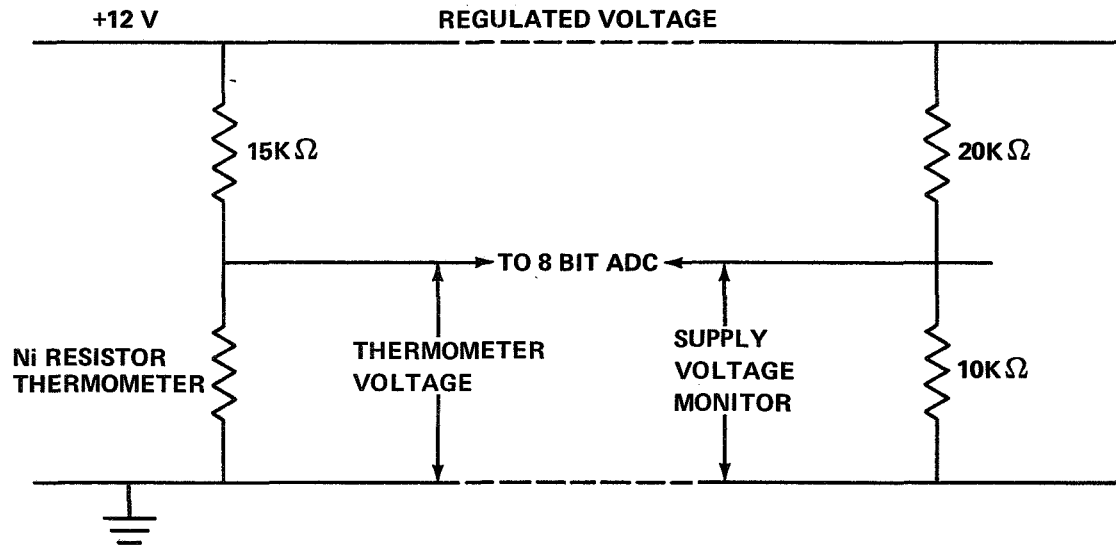 +12 V
REGULATED VOLTAGE
15K Ω
20K Ω
TO 8 BIT ADC
Ni RESISTOR
THERMOMETER
THERMOMETER
VOLTAGE
SUPPLY
VOLTAGE
MONITOR
10K Ω